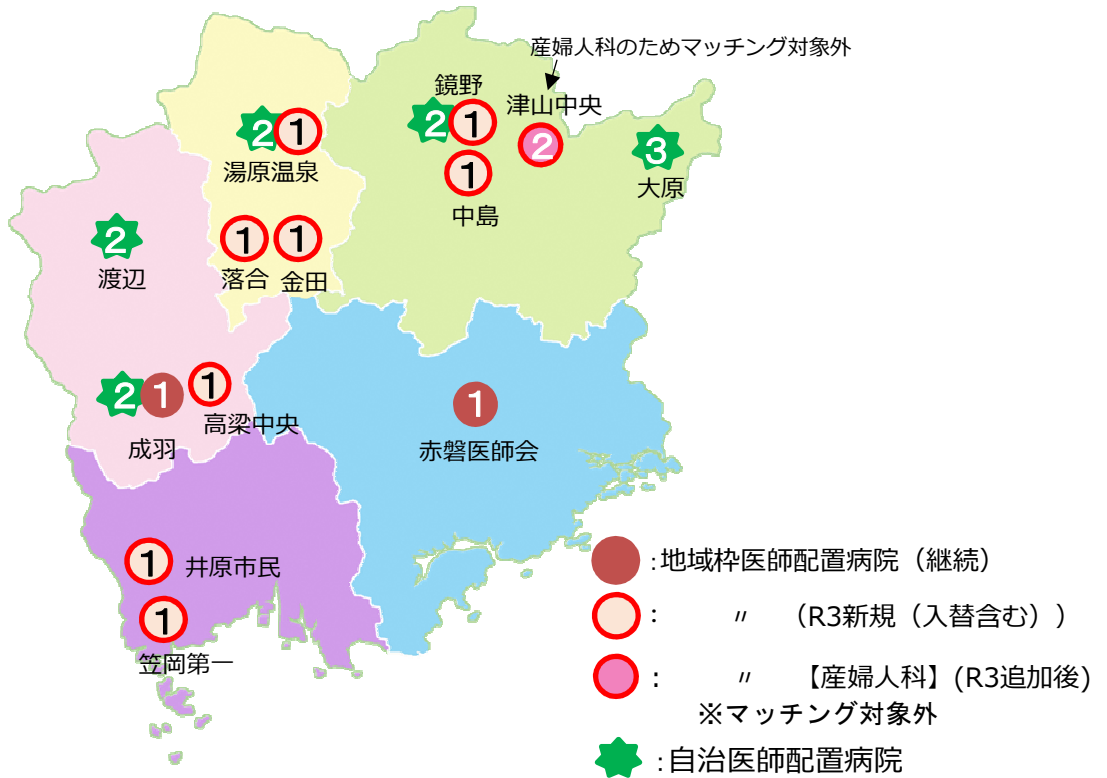 産婦人科のためマッチング対象外
鏡野
津山中央
2 1
2
2 1
3
湯原温泉
1
大原
中島
2
1 1
渡辺
落合 金田
2 1
1
1
高梁中央
成羽
赤磐医師会
1
井原市民
1
笠岡第一
:地域枠医師配置病院（継続）
: 〃 （R3新規（入替含む））
: 〃 【産婦人科】(R3追加後)
※マッチング対象外
:自治医師配置病院